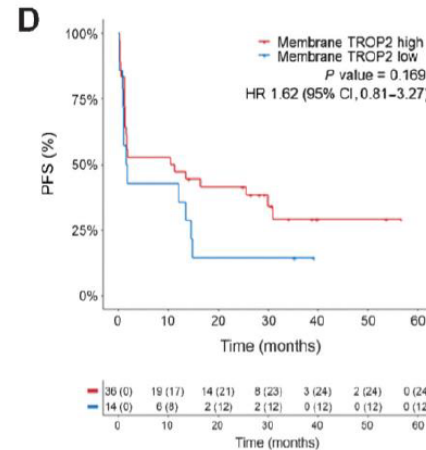 D
100%
75%
50%
25%
0%
PFS (%)
Membrane TROP2 high
Membrane TROP2 low
P value = 0.169
HR 1.62 (95% CI, 0.81–3.27)
0 10 20 30 40 50 60
Time (months)
36 (0) 19 (17) 14 (21) 8 (23) 3 (24) 2 (24) 0 (24
14 (0) 6 (8) 2 (12) 2 (12) 0 (12) 0 (12) 0 (12
0 10 20 30 40 50 60
Time (months)